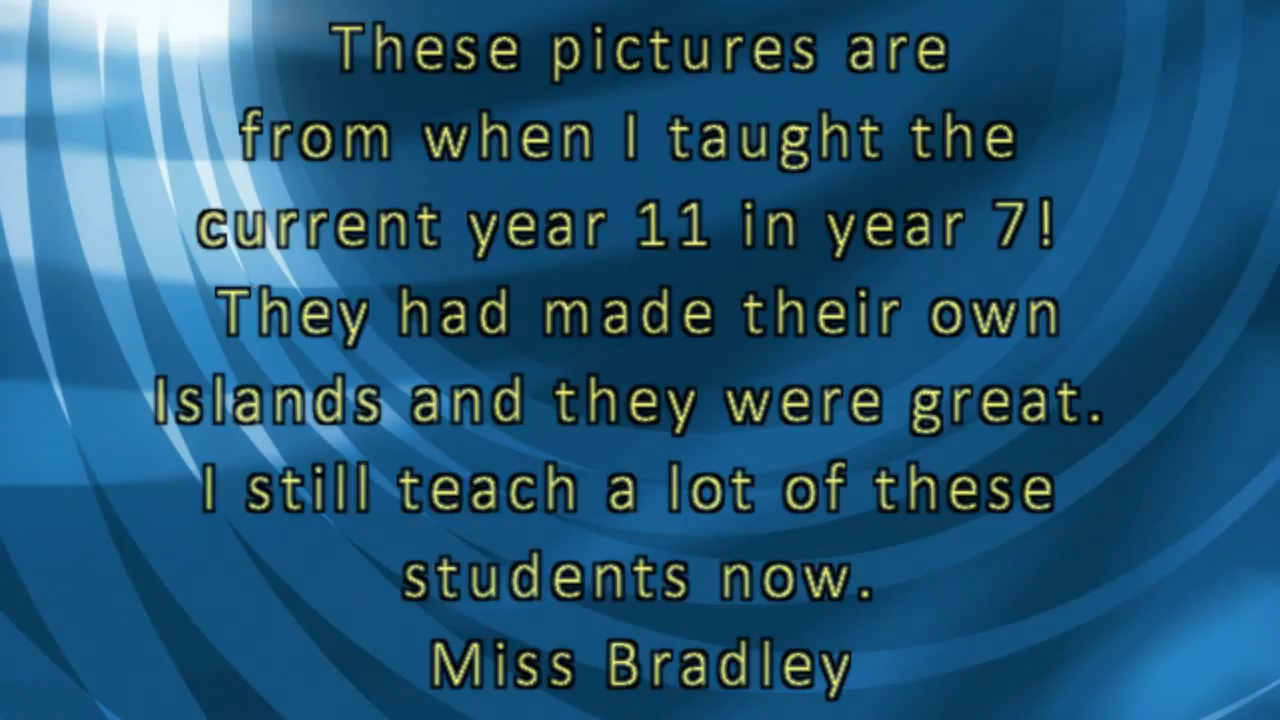 These pictures are
from when I taught the
current year 11 in year 7!
They had made their own
Islands and they were great.
I still teach a lot of these
students now.
Miss Bradley